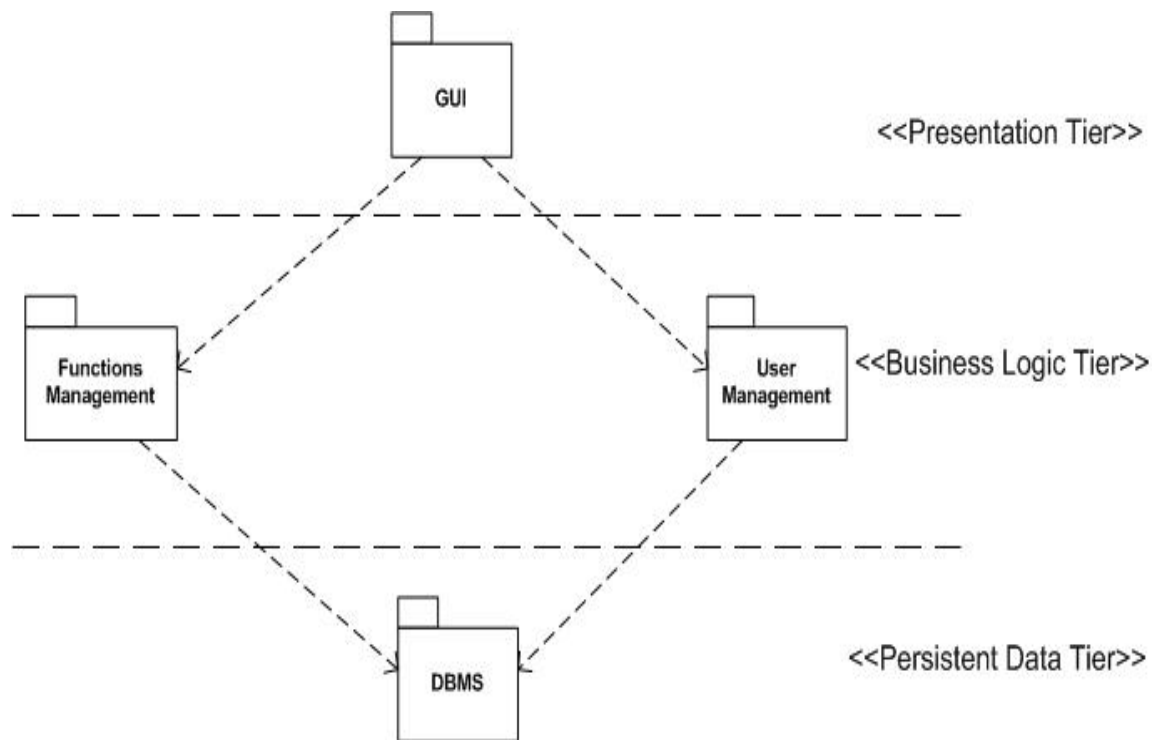 GUI
<<Presentation Tier>>
Functions
Management
User
Management
<<Business Logic Tier>>
DBMS
<<Persistent Data Tier>>